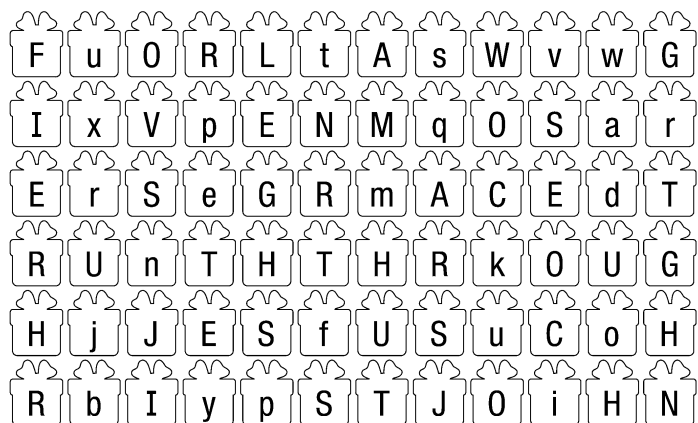 F u O R L t A s W v w G
I x V p E N M q O S a r
E r S e G R m A C E d T
R U n T H T H R k O U G
H j J E S f U S u C o H
R b I y p S T J O i H N